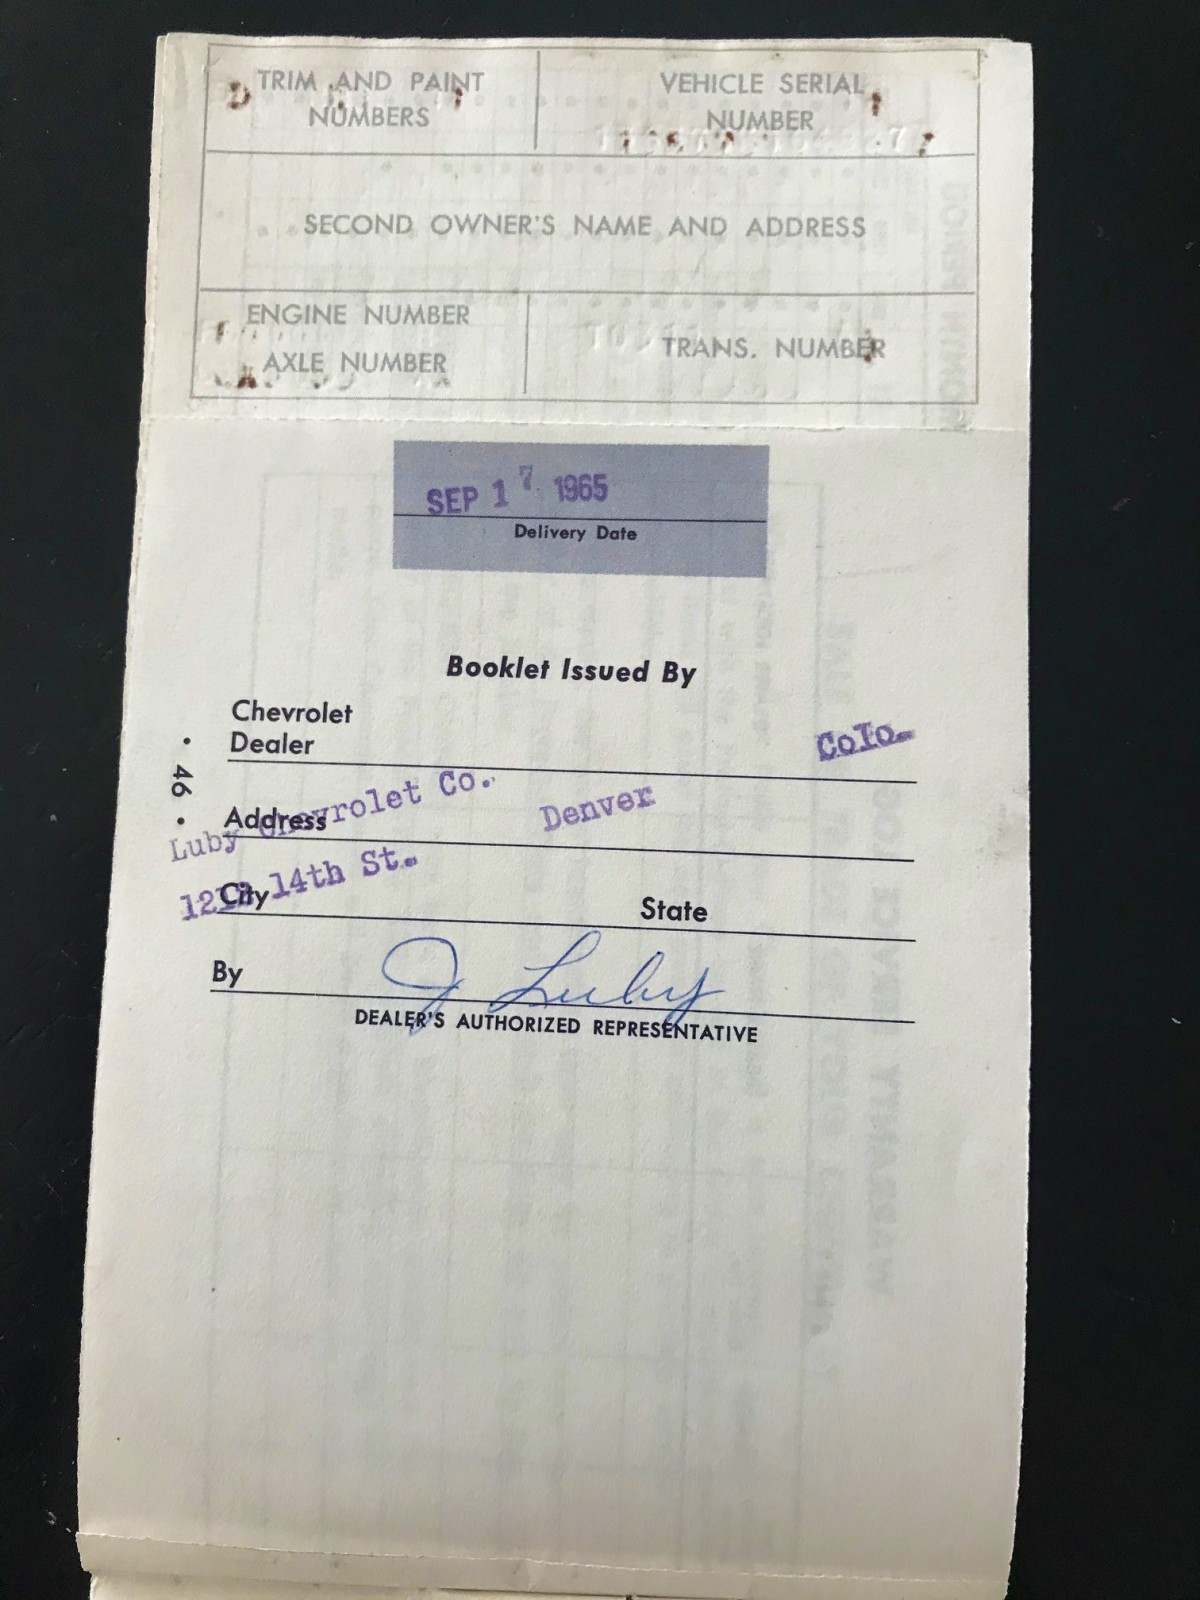 TRIM AND PAINT NUMBERS
VEHICLE SERIAL NUMBER
SECOND OWNER'S NAME AND ADDRESS
ENGINE NUMBER
AXLE NUMBER
TRANS. NUMBER
SEP 17 1965
Delivery Date
Booklet Issued By
Chevrolet
Dealer
Colo.
• 46 •
Address
Luby Chevrolet Co.
Denver
City
14th St.
State
By J Luby
DEALER'S AUTHORIZED REPRESENTATIVE